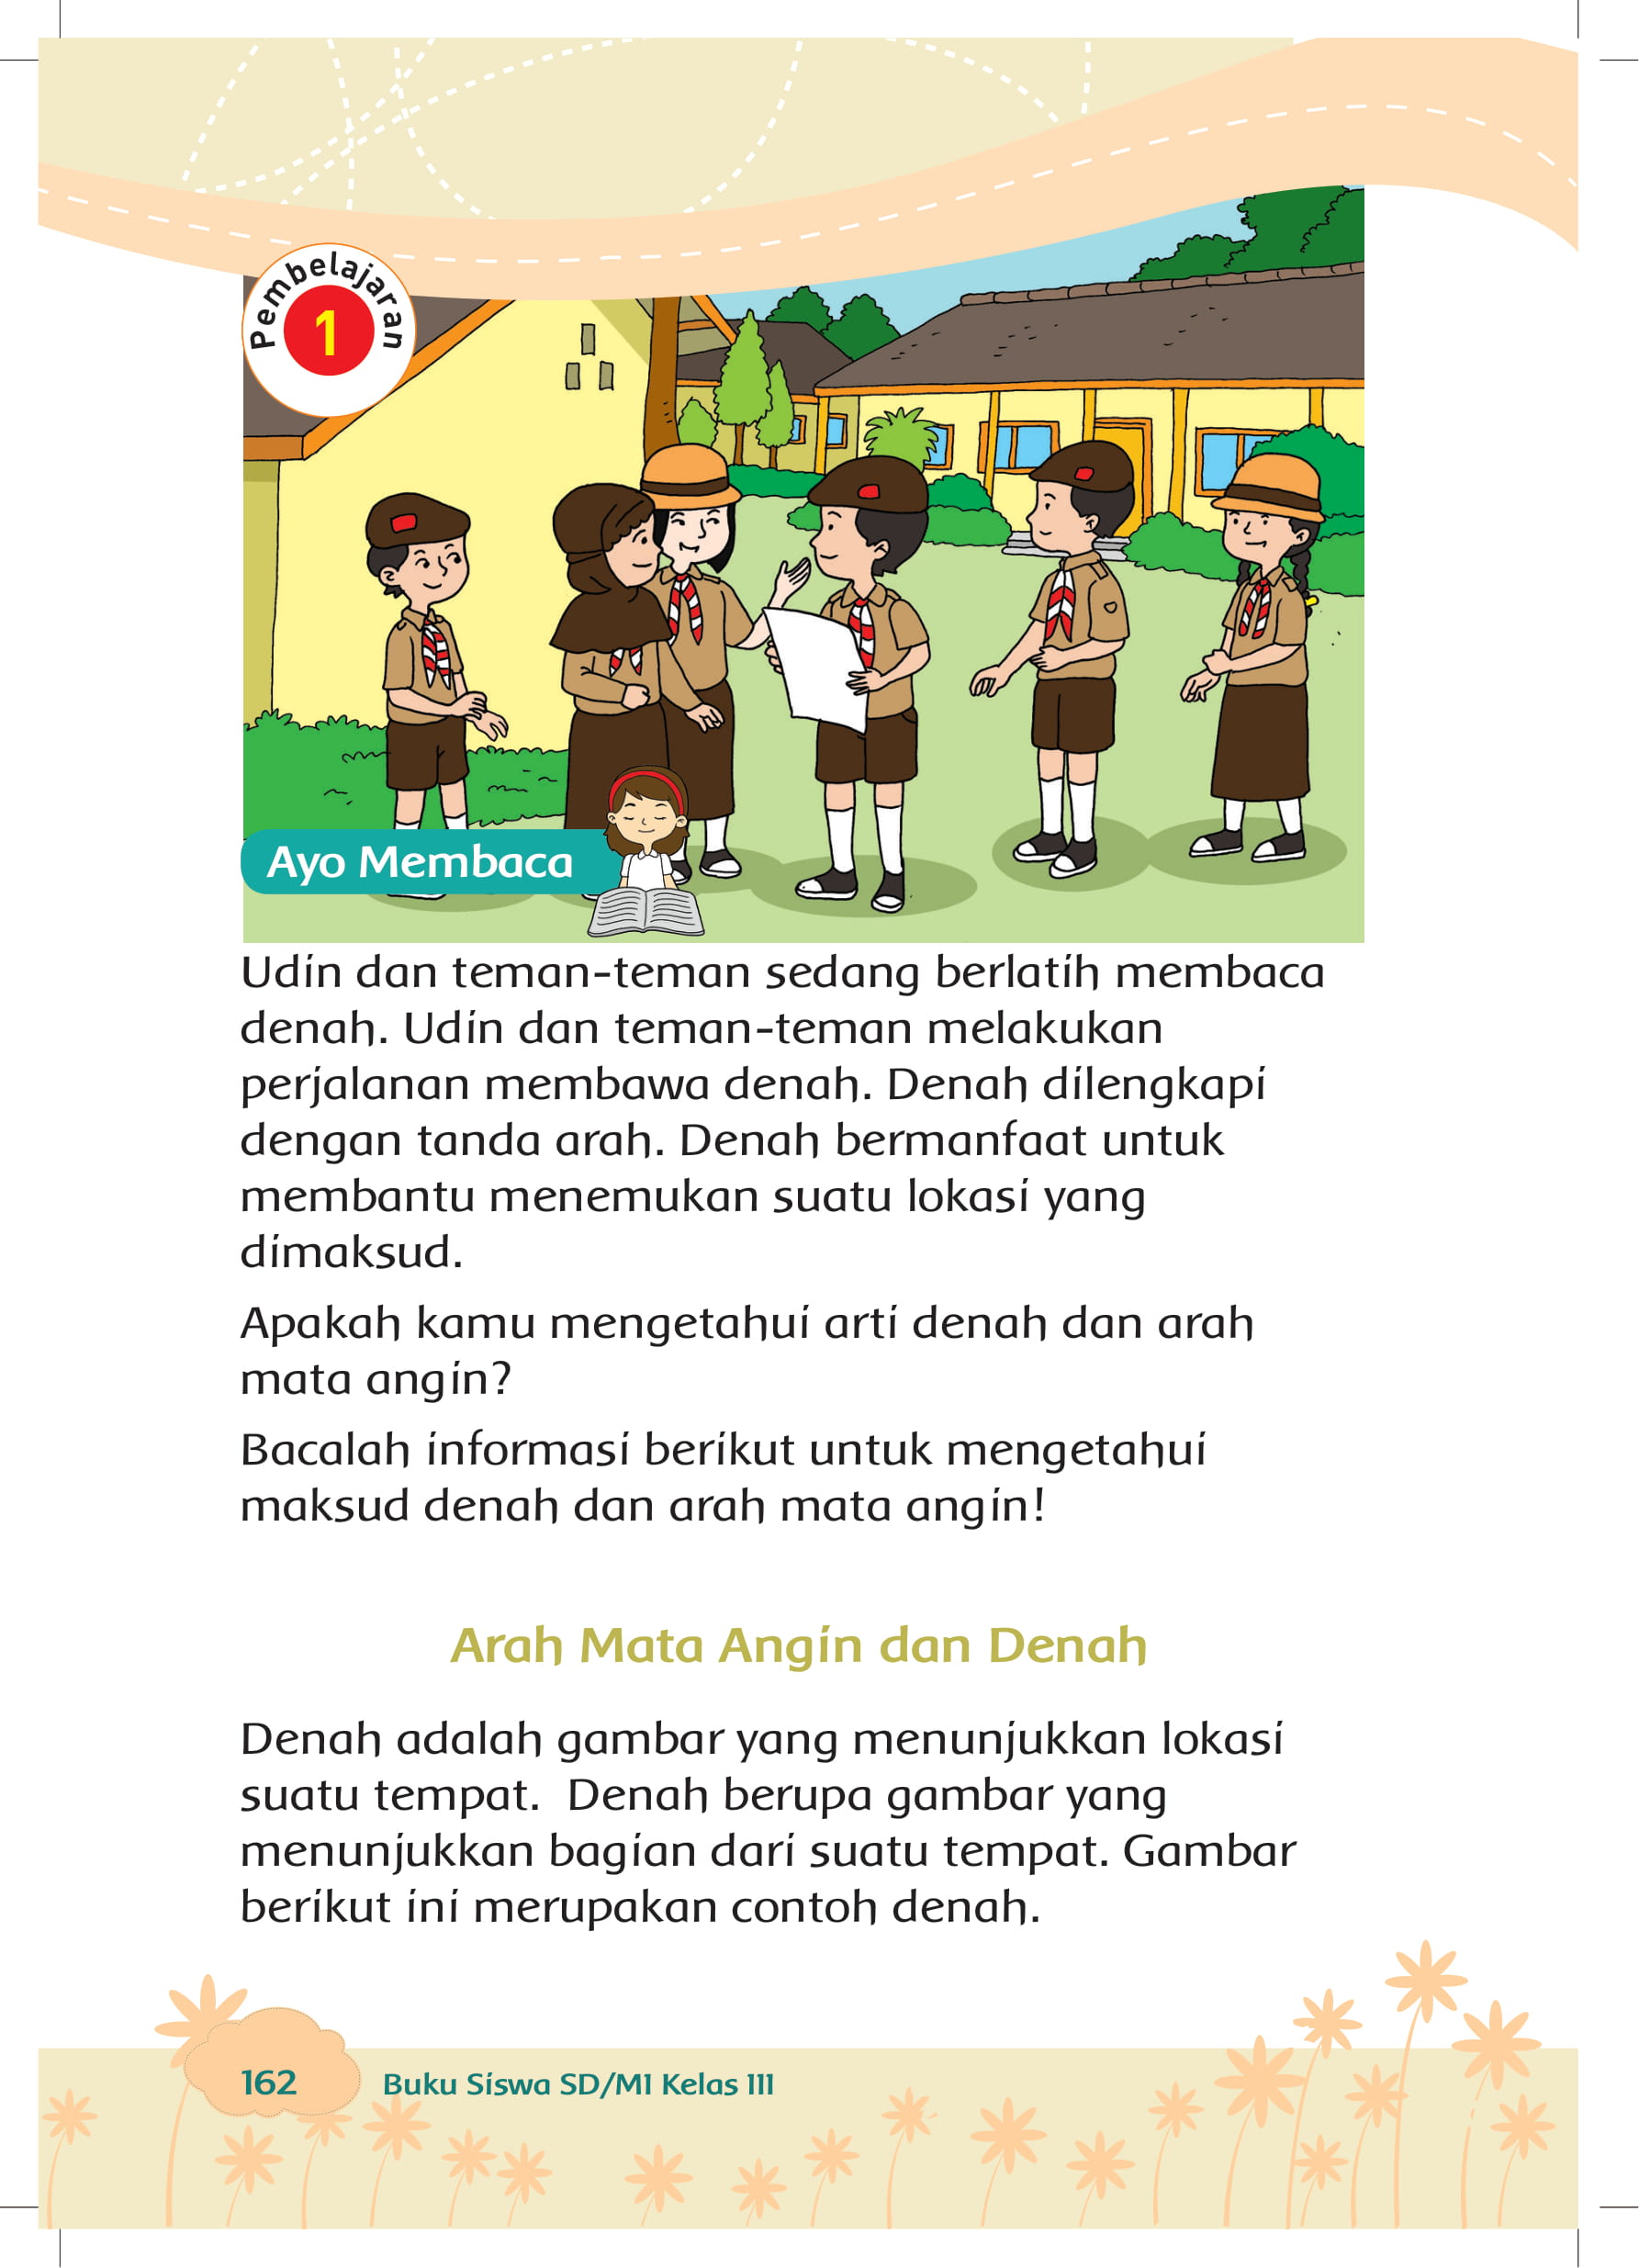 Pembelajaran
1
Ayo Membaca
Udin dan teman-teman sedang berlatih membaca
denah. Udin dan teman-teman melakukan
perjalanan membawa denah. Denah dilengkapi
dengan tanda arah. Denah bermanfaat untuk
membantu menemukan suatu lokasi yang
dimaksud.
Apakah kamu mengetahui arti denah dan arah
mata angin?
Bacalah informasi berikut untuk mengetahui
maksud denah dan arah mata angin!
Arah Mata Angin dan Denah
Denah adalah gambar yang menunjukkan lokasi
suatu tempat.  Denah berupa gambar yang
menunjukkan bagian dari suatu tempat. Gambar
berikut ini merupakan contoh denah.
162
Buku Siswa SD/MI Kelas III